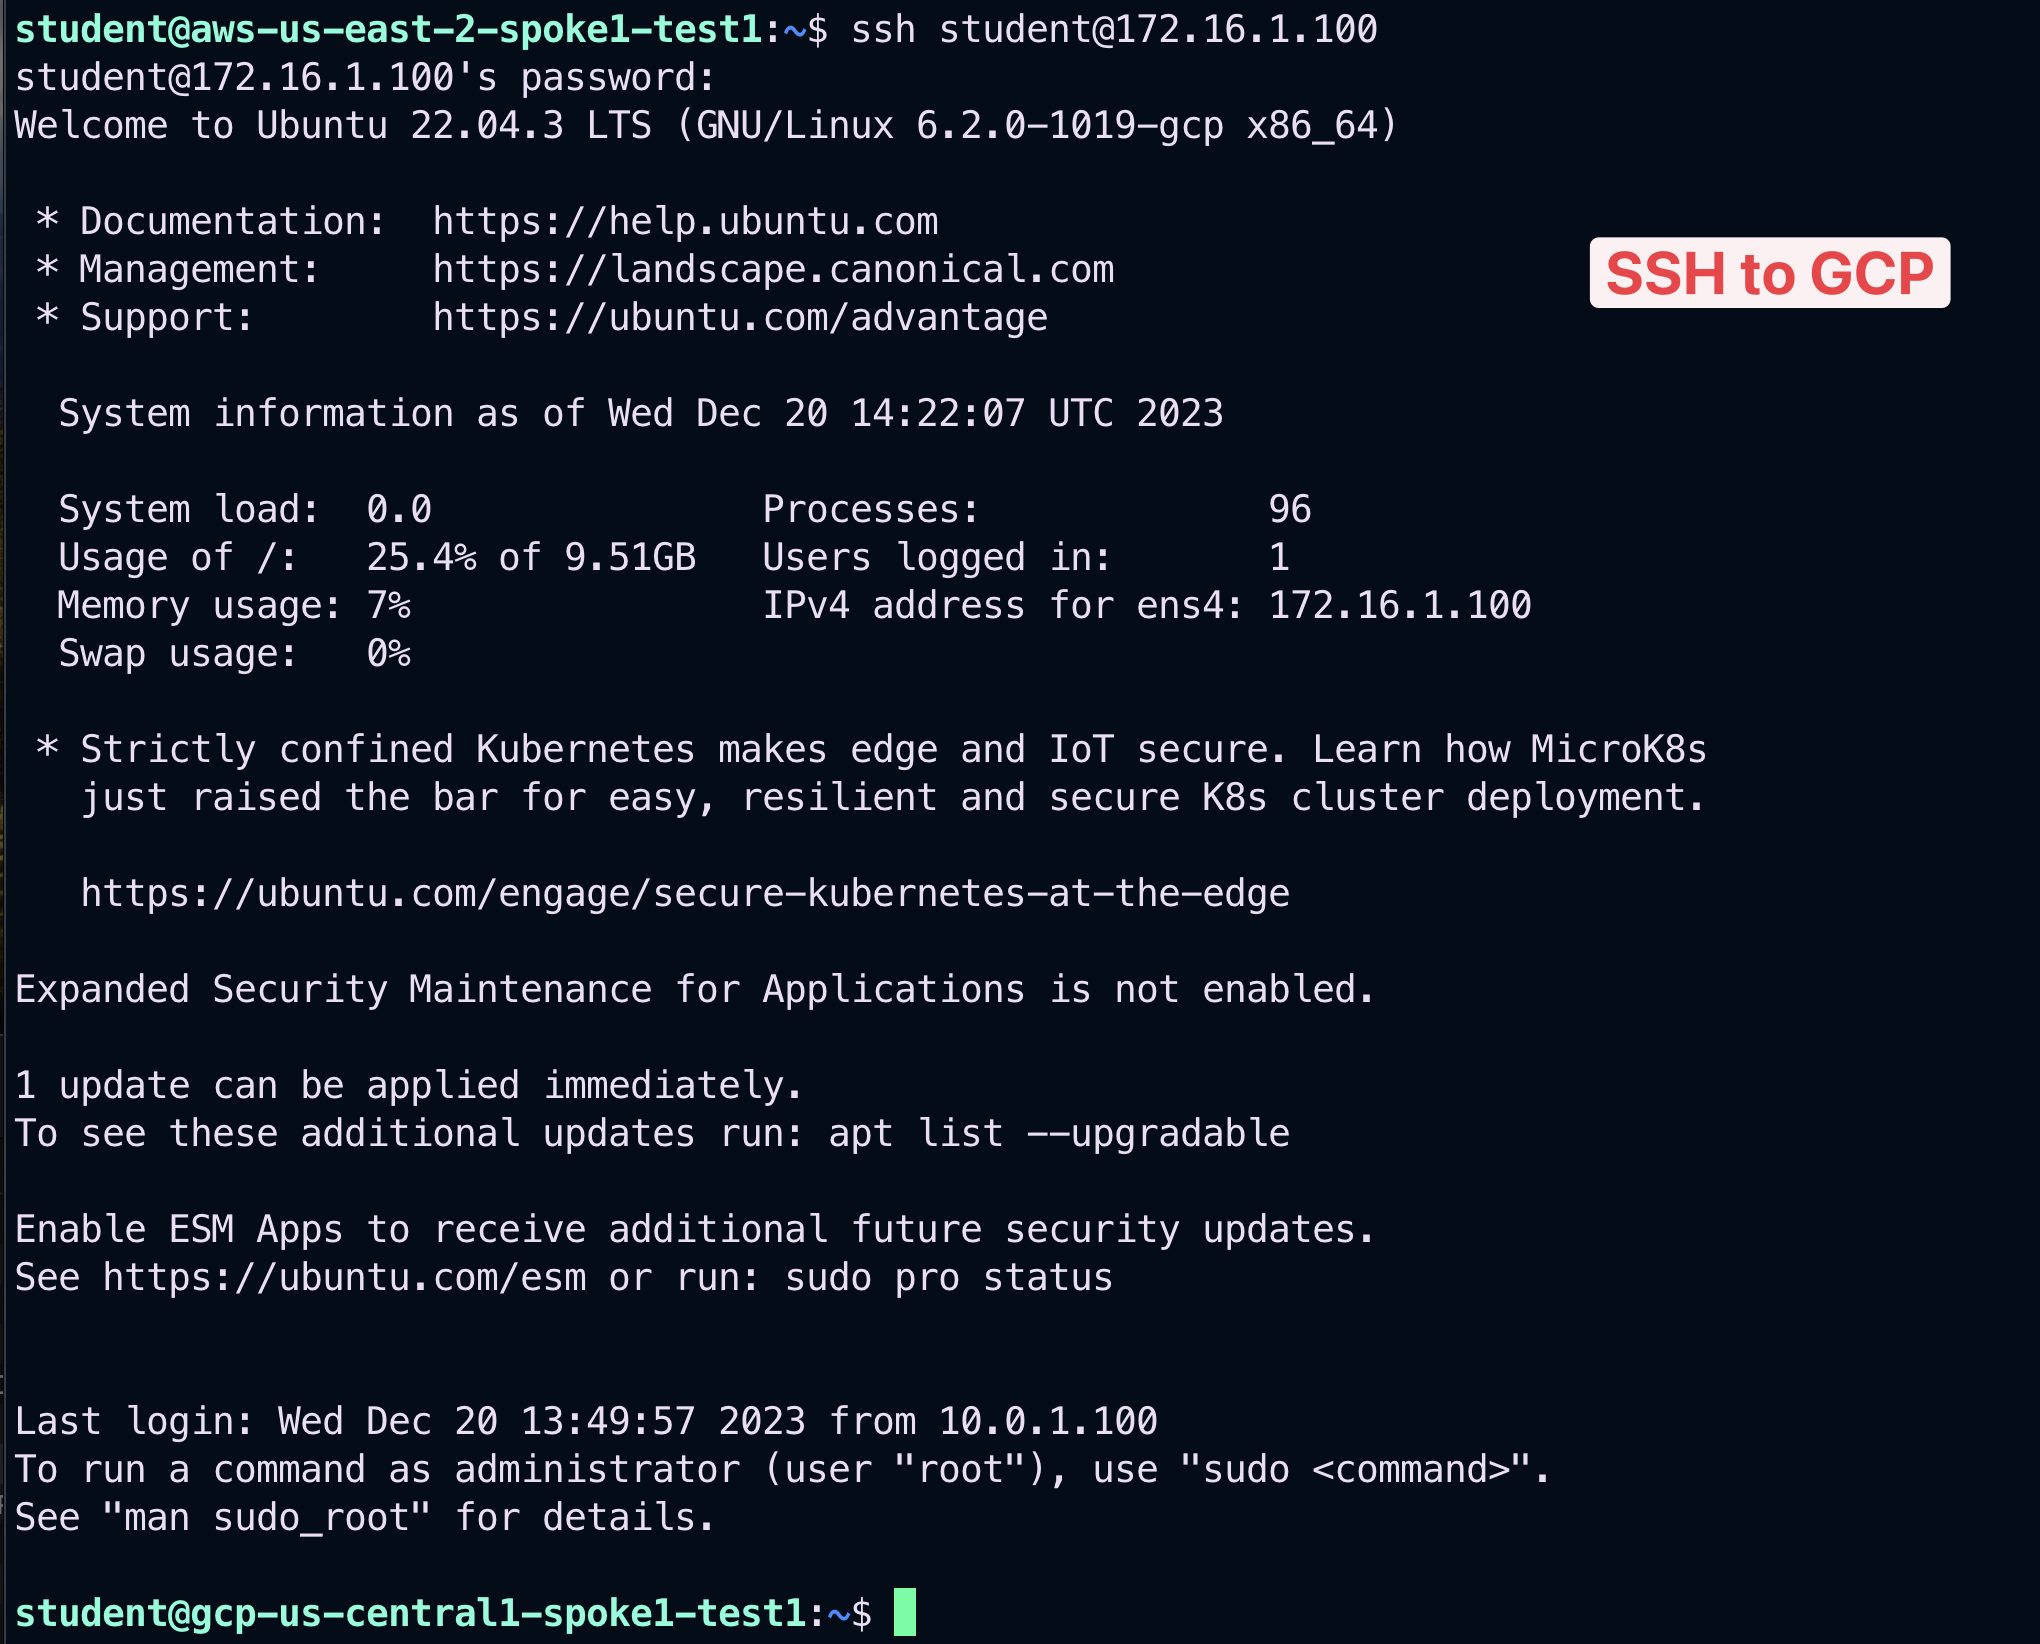 student@aws-us-east-2-spoke1-test1:~$ ssh student@172.16.1.100
student@172.16.1.100's password:
Welcome to Ubuntu 22.04.3 LTS (GNU/Linux 6.2.0-1019-gcp x86_64)
 * Documentation:  https://help.ubuntu.com
 * Management:     https://landscape.canonical.com
SSH to GCP
 * Support:        https://ubuntu.com/advantage
  System information as of Wed Dec 20 14:22:07 UTC 2023
  System load:  0.0               Processes:             96
  Usage of /:   25.4% of 9.51GB   Users logged in:       1
  Memory usage: 7%                IPv4 address for ens4: 172.16.1.100
  Swap usage:   0%
 * Strictly confined Kubernetes makes edge and IoT secure. Learn how MicroK8s
   just raised the bar for easy, resilient and secure K8s cluster deployment.
   https://ubuntu.com/engage/secure-kubernetes-at-the-edge
Expanded Security Maintenance for Applications is not enabled.
1 update can be applied immediately.
To see these additional updates run: apt list --upgradable
Enable ESM Apps to receive additional future security updates.
See https://ubuntu.com/esm or run: sudo pro status
Last login: Wed Dec 20 13:49:57 2023 from 10.0.1.100
To run a command as administrator (user "root"), use "sudo <command>".
See "man sudo_root" for details.
student@gcp-us-central1-spoke1-test1:~$